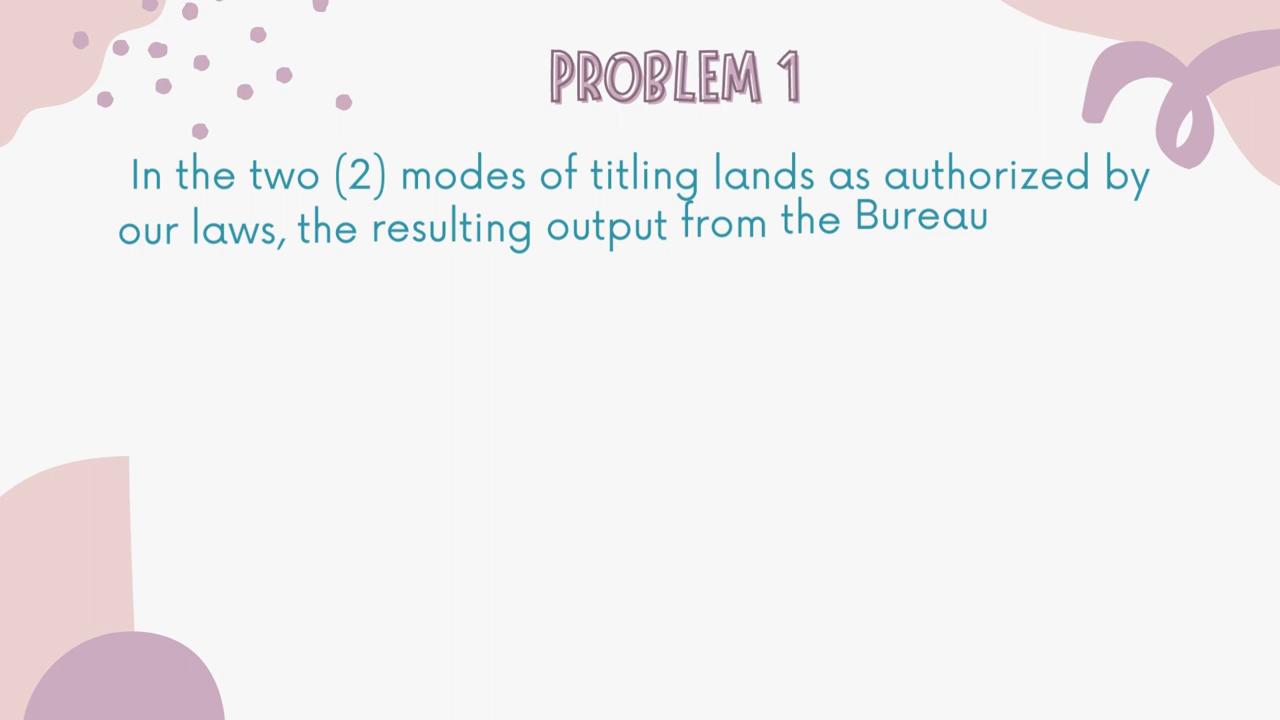 PROBLEM 1
In the two (2) modes of titling lands as authorized by
our laws, the resulting output from the Bureau